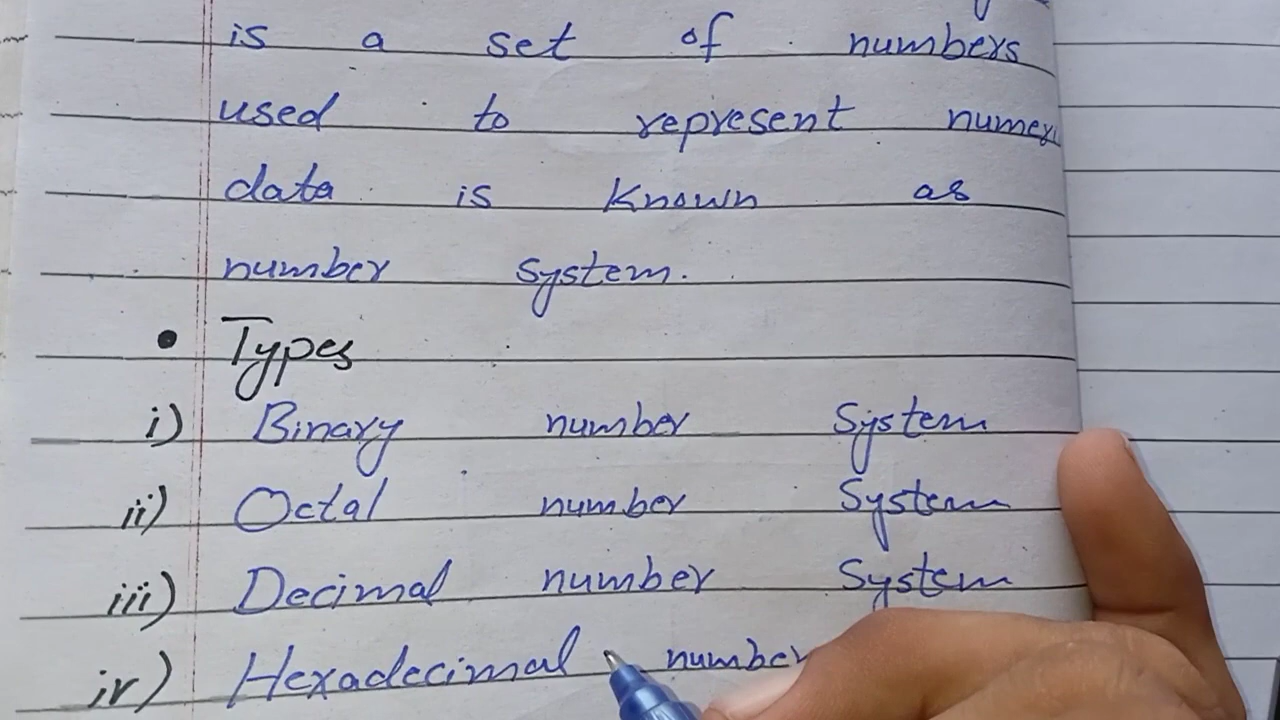 is a set of numbers
used to represent
data is known as
number system.
• Types
i) Binary number System
ii) Octal number System
iii) Decimal number System
iv) Hexadecimal number